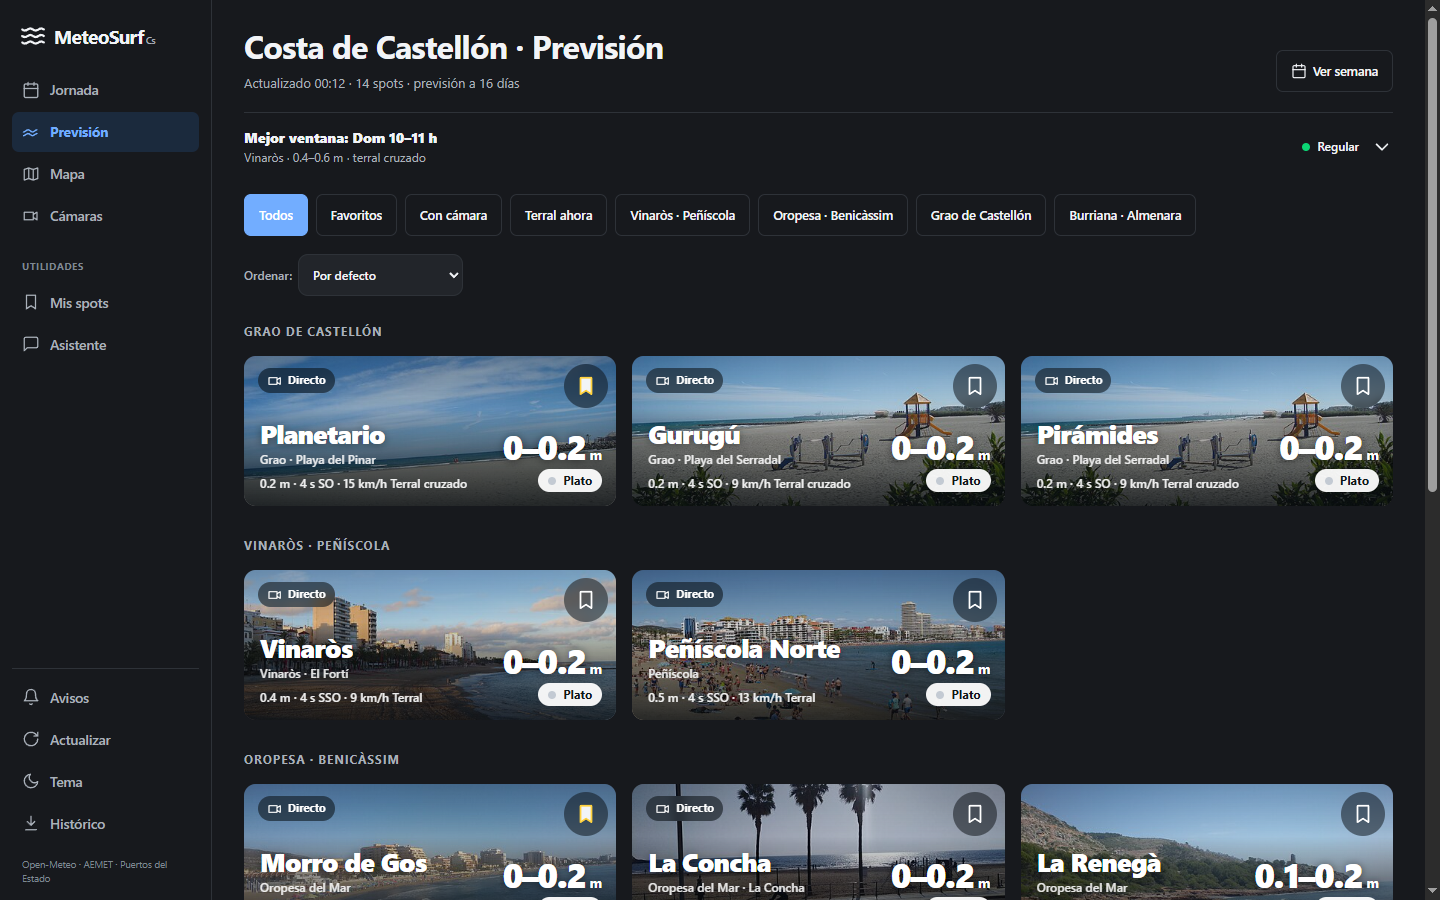 MeteoSurf Cs
Jornada
Previsión
Mapa
Cámaras
UTILIDADES
Mis spots
Asistente
Avisos
Actualizar
Tema
Histórico
Open-Meteo · AEMET · Puertos del
Estado
Costa de Castellón · Previsión
Actualizado 00:12 · 14 spots · previsión a 16 días
Ver semana
Mejor ventana: Dom 10–11 h
Vinaròs · 0.4–0.6 m · terral cruzado
Regular
Todos
Favoritos
Con cámara
Terral ahora
Vinaròs · Peñíscola
Oropesa · Benicàssim
Grao de Castellón
Burriana · Almenara
Ordenar:
Por defecto
GRAO DE CASTELLÓN
Directo
Planetario
Grao · Playa del Pinar
0.2 m · 4 s SO · 15 km/h Terral cruzado
0–0.2 m
Plato
Directo
Gurugú
Grao · Playa del Serradal
0.2 m · 4 s SO · 9 km/h Terral cruzado
0–0.2 m
Plato
Directo
Pirámides
Grao · Playa del Serradal
0.2 m · 4 s SO · 9 km/h Terral cruzado
0–0.2 m
Plato
VINARÒS · PEÑÍSCOLA
Directo
Vinaròs
Vinaròs · El Fortí
0.4 m · 4 s SSO · 9 km/h Terral
0–0.2 m
Plato
Directo
Peñíscola Norte
Peñíscola
0.5 m · 4 s SSO · 13 km/h Terral
0–0.2 m
Plato
OROPESA · BENICÀSSIM
Directo
Morro de Gos
Oropesa del Mar
0–0.2 m
Directo
La Concha
Oropesa del Mar · La Concha
0–0.2 m
La Renegà
Oropesa del Mar
0.1–0.2 m